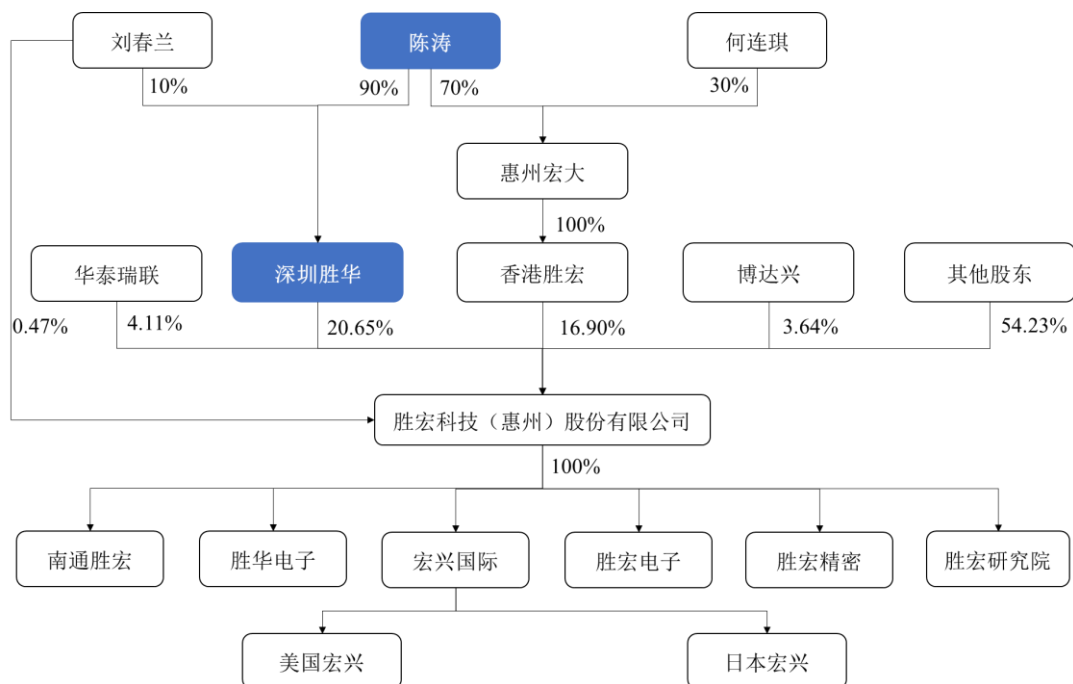 刘春兰
陈涛
何连琪
10%
90%
70%
30%
惠州宏大
100%
华泰瑞联
深圳胜华
香港胜宏
博达兴
其他股东
0.47%
4.11%
20.65%
16.90%
3.64%
54.23%
胜宏科技（惠州）股份有限公司
100%
南通胜宏
胜华电子
宏兴国际
胜宏电子
胜宏精密
胜宏研究院
美国宏兴
日本宏兴